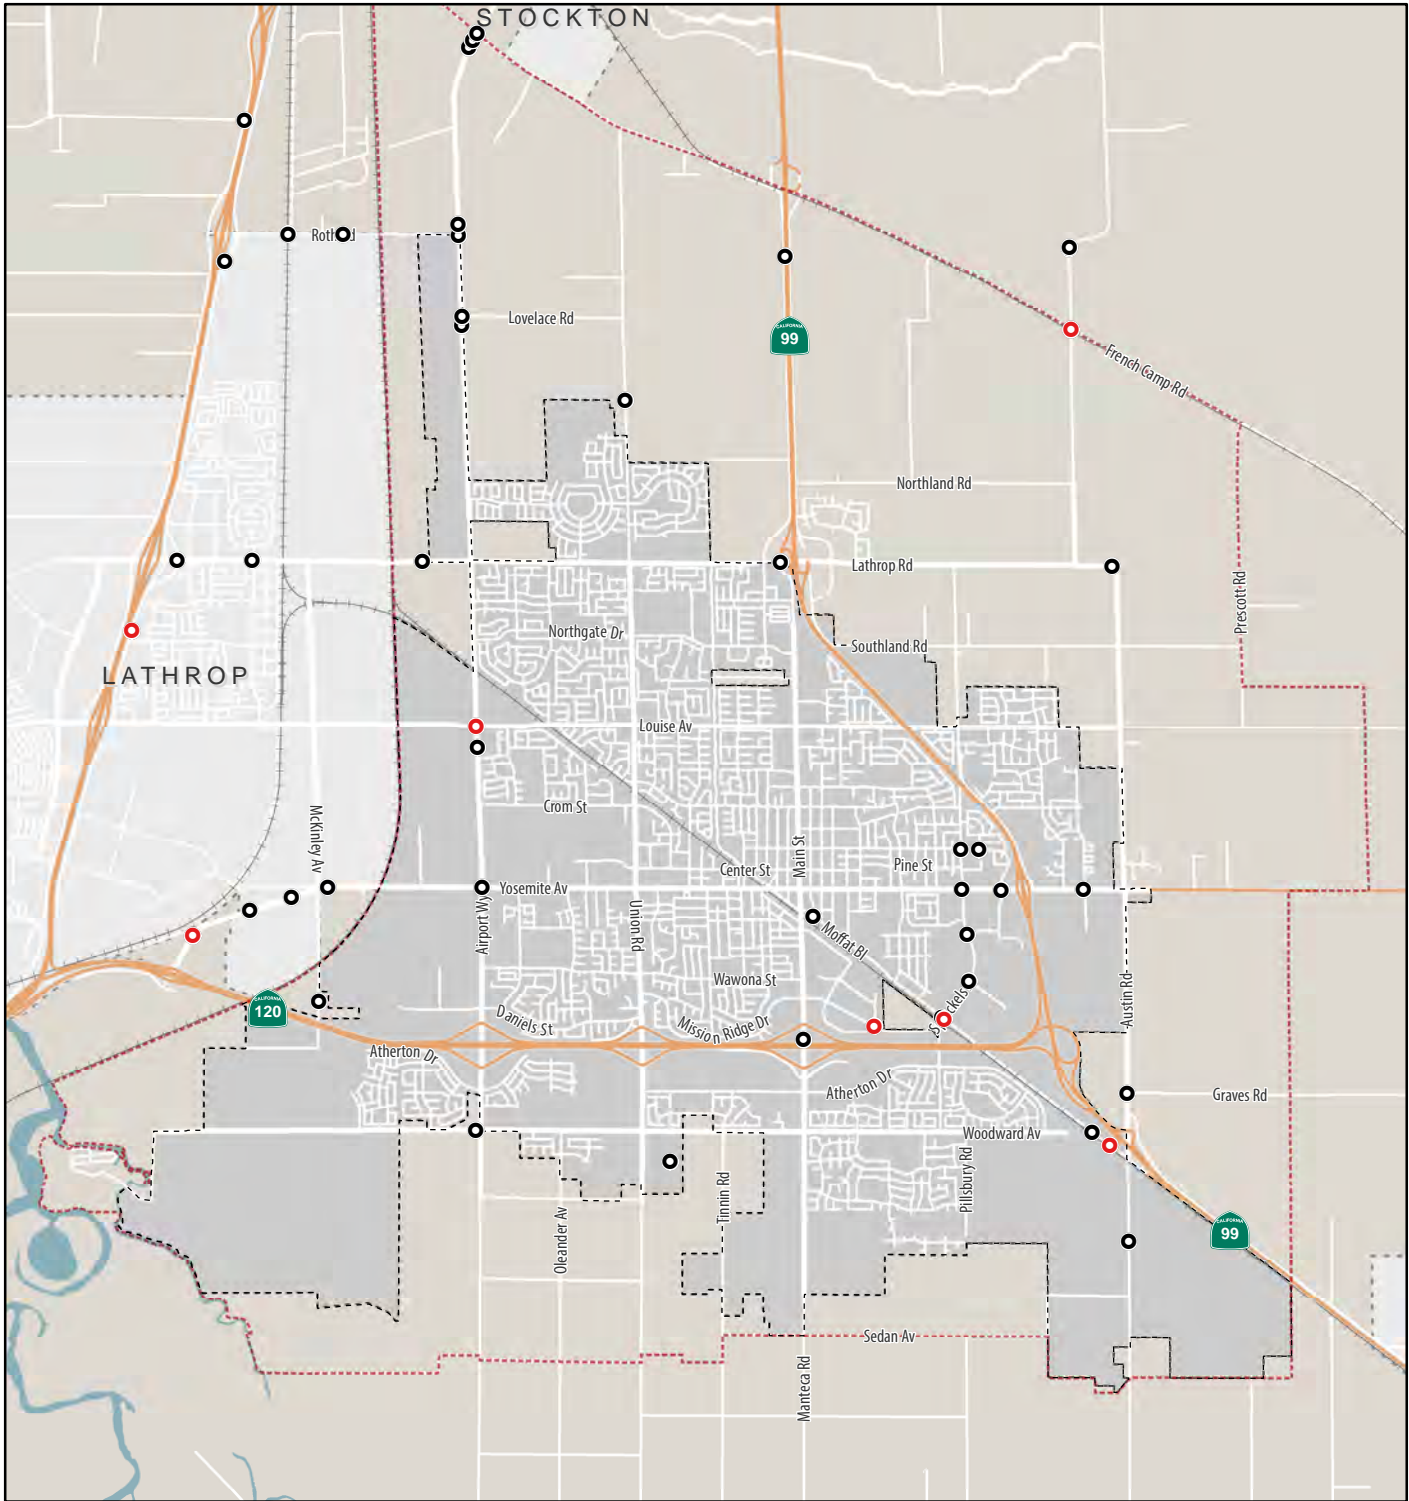 STOCKTON
Lovelace Rd
CALIFORNIA
99
French Camp Rd
Northland Rd
Lathrop Rd
Prescott Rd
Northgate Dr
Southland Rd
LATHROP
Louise Av
McKinley Av
Crom St
Main St
Center St
Pine St
Yosemite Av
Airport Wy
Union Rd
Moffat Bl
Wawona St
Austin Rd
CALIFORNIA
120
Daniels St
Mission Ridge Dr
Atherton Dr
Atherton Dr
Graves Rd
Woodward Av
Pillsbury Rd
Tinnin Rd
Oleander Av
CALIFORNIA
99
Sedan Av
Manteca Rd